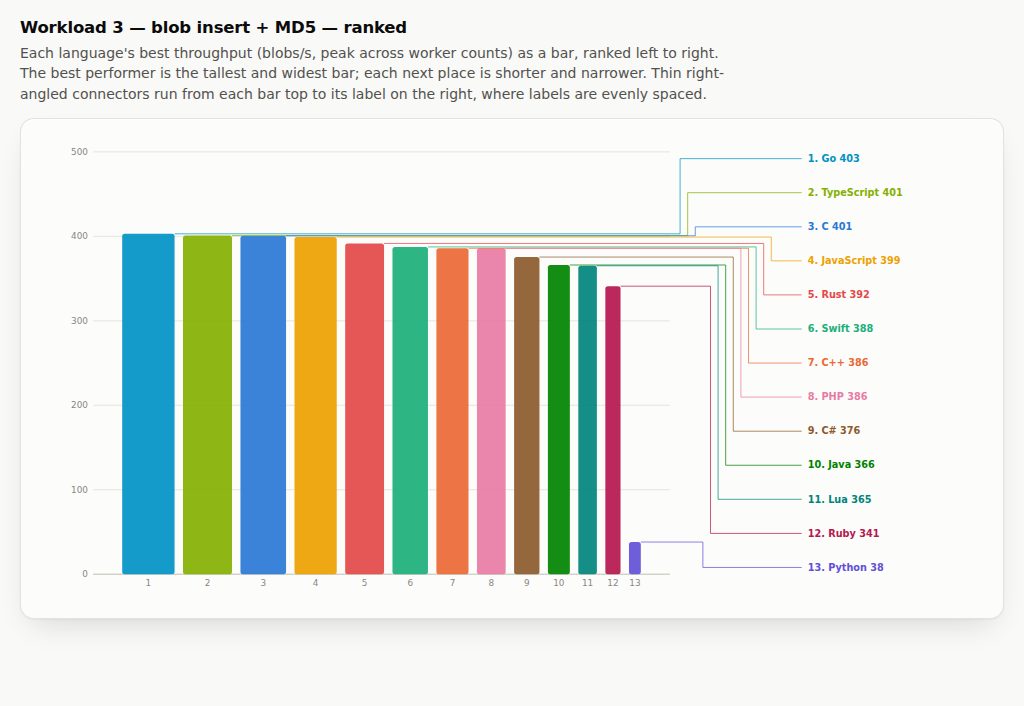 Workload 3 — blob insert + MD5 — ranked
Each language's best throughput (blobs/s, peak across worker counts) as a bar, ranked left to right.
The best performer is the tallest and widest bar; each next place is shorter and narrower. Thin right-
angled connectors run from each bar top to its label on the right, where labels are evenly spaced.
500
400
300
200
100
0
1 2 3 4 5 6 7 8 9 10 11 12 13
1. Go 403
2. TypeScript 401
3. C 401
4. JavaScript 399
5. Rust 392
6. Swift 388
7. C++ 386
8. PHP 386
9. C# 376
10. Java 366
11. Lua 365
12. Ruby 341
13. Python 38